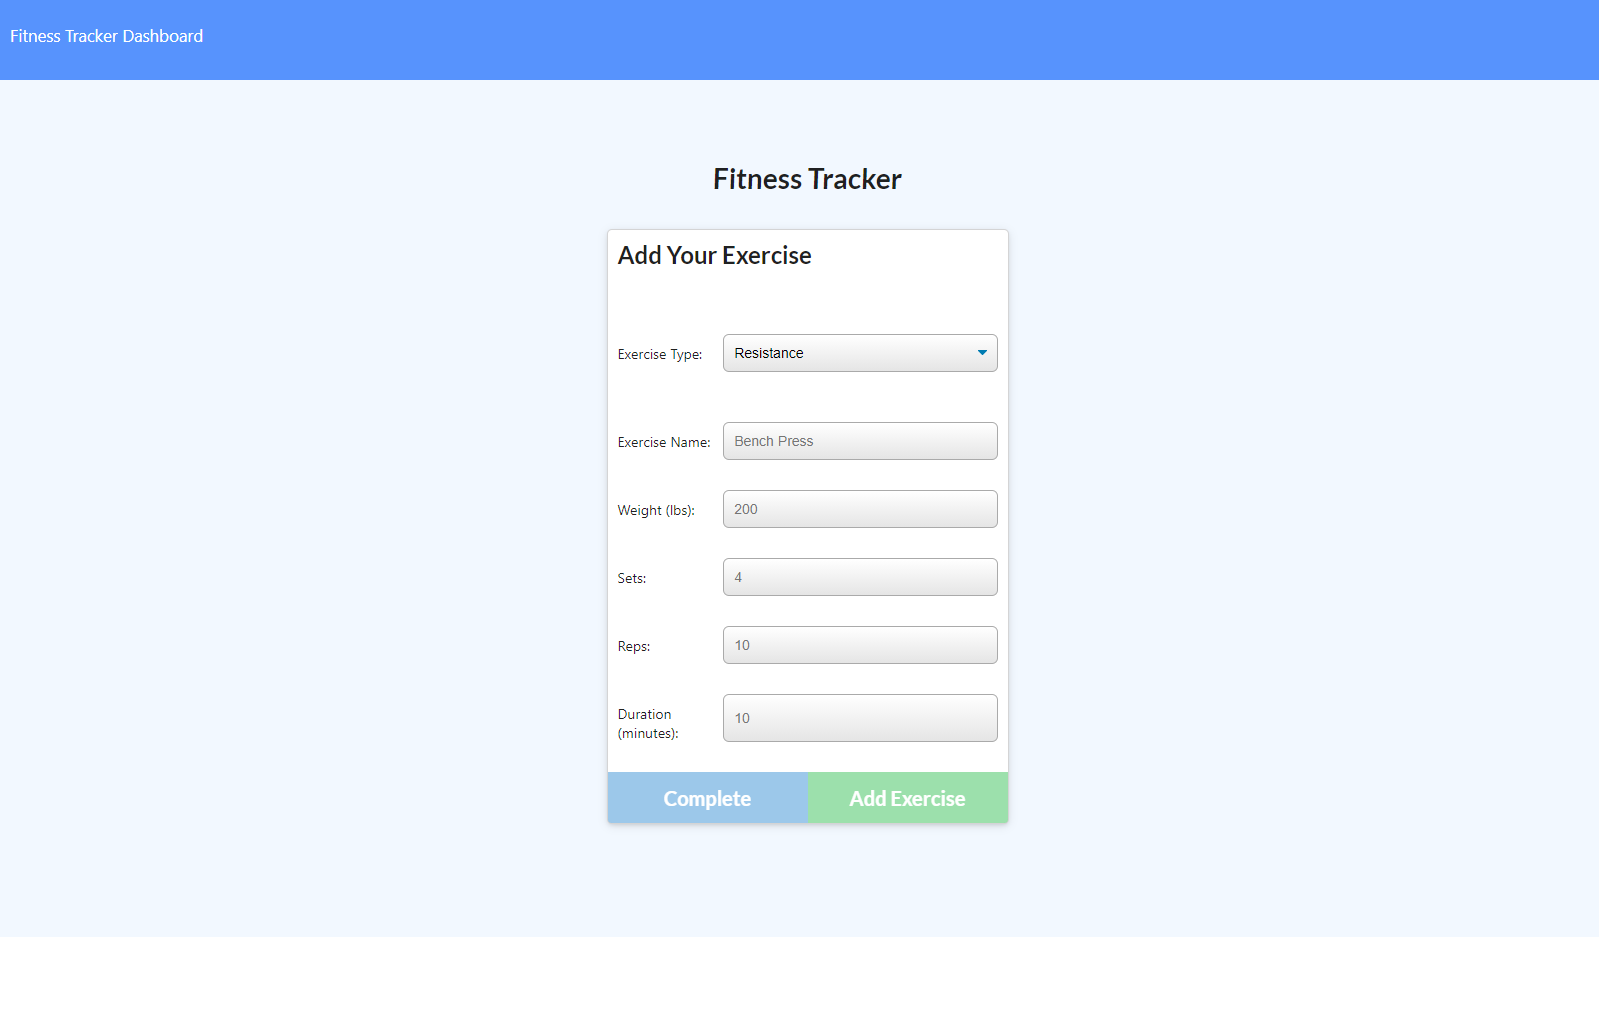 Fitness Tracker Dashboard
Fitness Tracker
Add Your Exercise
Exercise Type: Resistance
Exercise Name: Bench Press
Weight (lbs): 200
Sets: 4
Reps: 10
Duration (minutes): 10
Complete Add Exercise